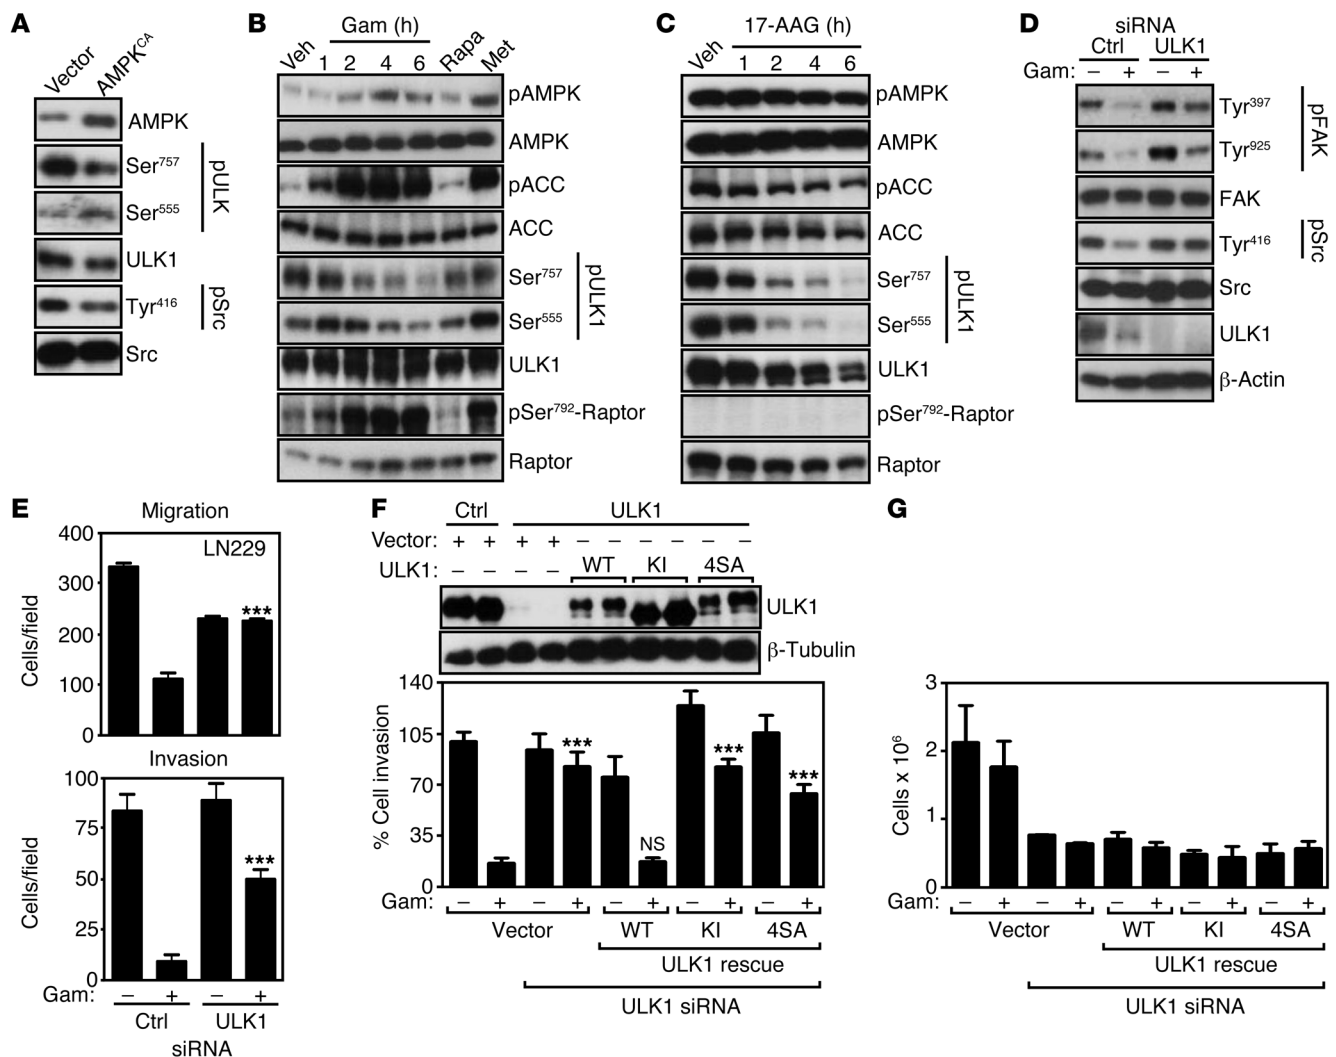 A
Vector
AMPKCA
AMPK
Ser757
Ser555
pULK
ULK1
Tyr416
pSrc
Src
B
Gam (h)
Veh 1 2 4 6 Rapa Met
pAMPK
AMPK
pACC
ACC
Ser757
Ser555
pULK1
ULK1
pSer792-Raptor
Raptor
C
17-AAG (h)
Veh 1 2 4 6
pAMPK
AMPK
pACC
ACC
Ser757
Ser555
pULK1
ULK1
pSer792-Raptor
Raptor
D
siRNA
Ctrl ULK1
Gam: – + – +
Tyr397
Tyr925
pFAK
FAK
Tyr416
pSrc
Src
ULK1
β-Actin
E
Migration
LN229
Cells/field
400
300
200
100
0
***
Invasion
Cells/field
100
75
50
25
0
***
Gam: – + – +
Ctrl ULK1
siRNA
F
Ctrl ULK1
Vector: + + + + – – – – – –
ULK1: – – – – WT KI 4SA
ULK1
β-Tubulin
% Cell invasion
140
105
70
35
0
*** NS *** ***
Gam: – + – + – + – + – +
Vector WT KI 4SA
ULK1 rescue
ULK1 siRNA
G
Cells x 106
3
2
1
0
Gam: – + – + – + – + – +
Vector WT KI 4SA
ULK1 rescue
ULK1 siRNA